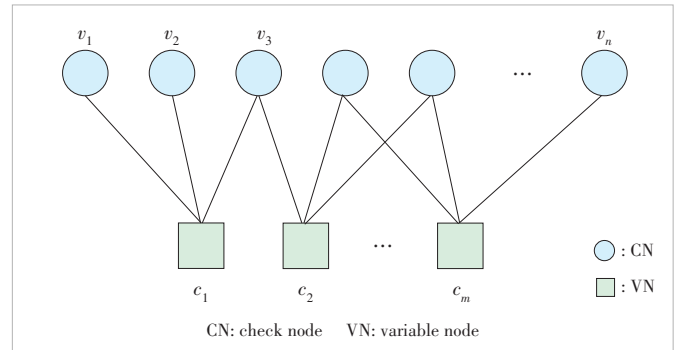 v1 v2 v3 vn
...
...
: CN
: VN
c1 c2 cm
CN: check node VN: variable node